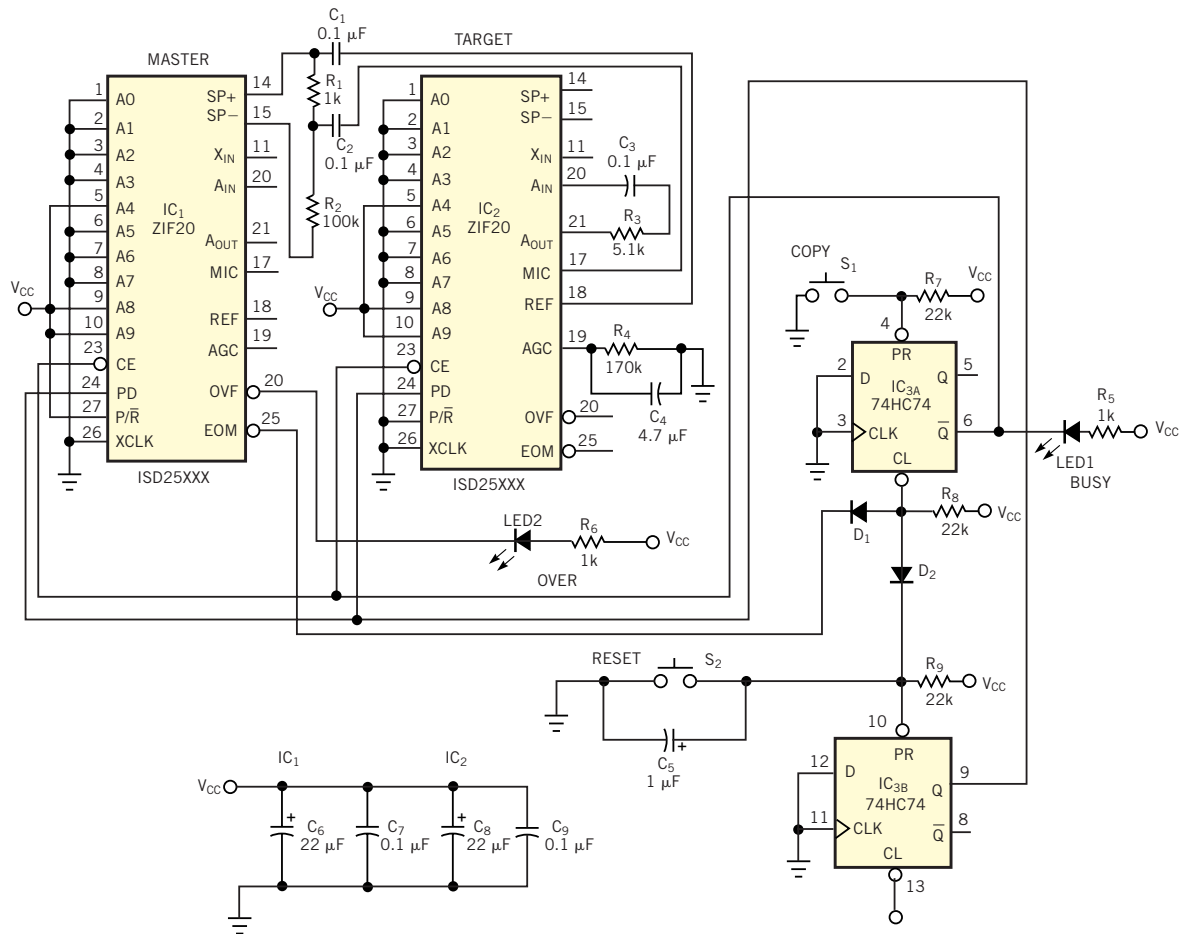 C1
0.1 µF
MASTER
TARGET
IC1
ZIF20
1 A0
2 A1
3 A2
4 A3
5 A4
6 A5
7 A6
8 A7
9 A8
10 A9
23 CE
24 PD
27 P/R̅
26 XCLK
VCC
SP+ 14
SP− 15
XIN 11
AIN 20
AOUT 21
MIC 17
REF 18
AGC 19
OVF 20
EOM 25
ISD25XXX
R1
1k
C2
0.1 µF
R2
100k
IC2
ZIF20
1 A0
2 A1
3 A2
4 A3
5 A4
6 A5
7 A6
8 A7
9 A8
10 A9
23 CE
24 PD
27 P/R̅
26 XCLK
VCC
SP+ 14
SP− 15
XIN 11
AIN 20
AOUT 21
MIC 17
REF 18
AGC 19
OVF 20
EOM 25
ISD25XXX
C3
0.1 µF
R3
5.1k
R4
170k
C4
4.7 µF
COPY
S1
R7
22k
VCC
4
PR
2 D
IC3A
74HC74
Q 5
3 CLK
Q̅ 6
CL
R5
1k
VCC
LED1
BUSY
D1
R8
22k
VCC
D2
LED2
R6
1k
VCC
OVER
RESET
S2
R9
22k
VCC
C5
1 µF
+
10
PR
12 D
IC3B
74HC74
Q 9
11 CLK
Q̅ 8
CL
13
IC1
IC2
VCC
+
C6
22 µF
C7
0.1 µF
+
C8
22 µF
C9
0.1 µF